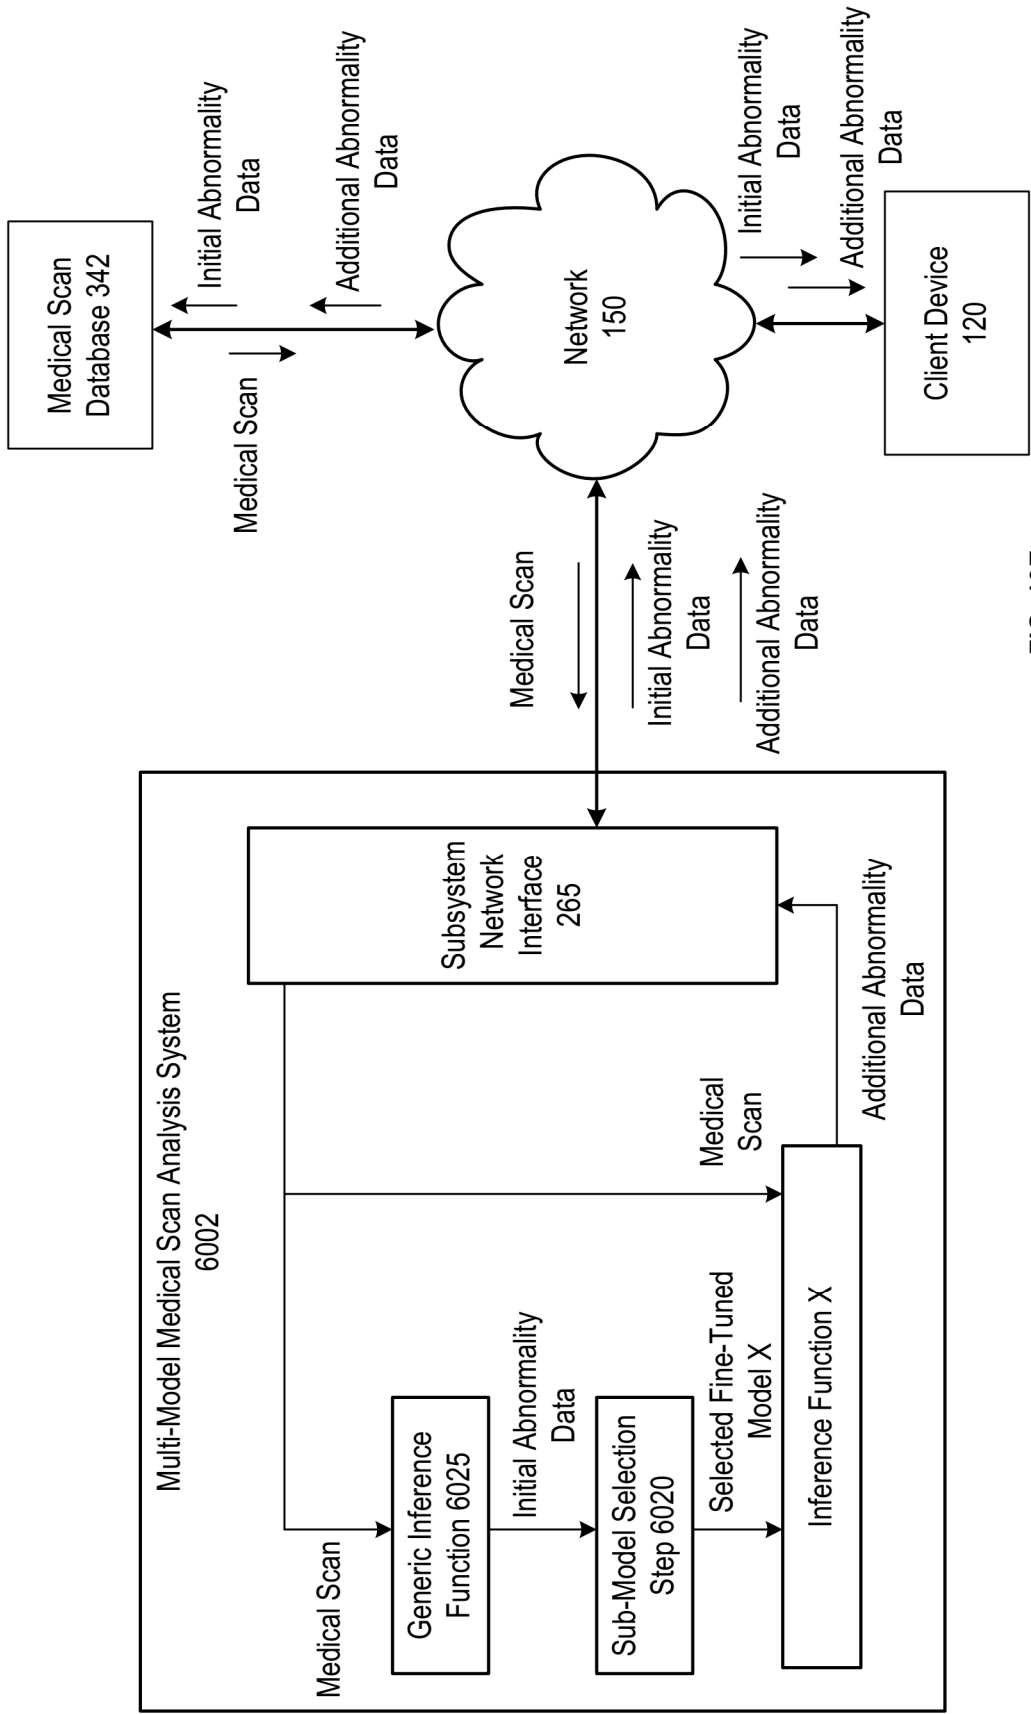 Multi-Model Medical Scan Analysis System
6002
Medical Scan
Generic Inference
Function 6025
Initial Abnormality
Data
Sub-Model Selection
Step 6020
Selected Fine-Tuned
Model X
Inference Function X
Medical
Scan
Subsystem
Network
Interface
265
Additional Abnormality
Data
Medical Scan
Initial Abnormality
Data
Additional Abnormality
Data
Medical Scan
Database 342
Medical Scan
Initial Abnormality
Data
Additional Abnormality
Data
Network
150
Initial Abnormality
Data
Additional Abnormality
Data
Client Device
120